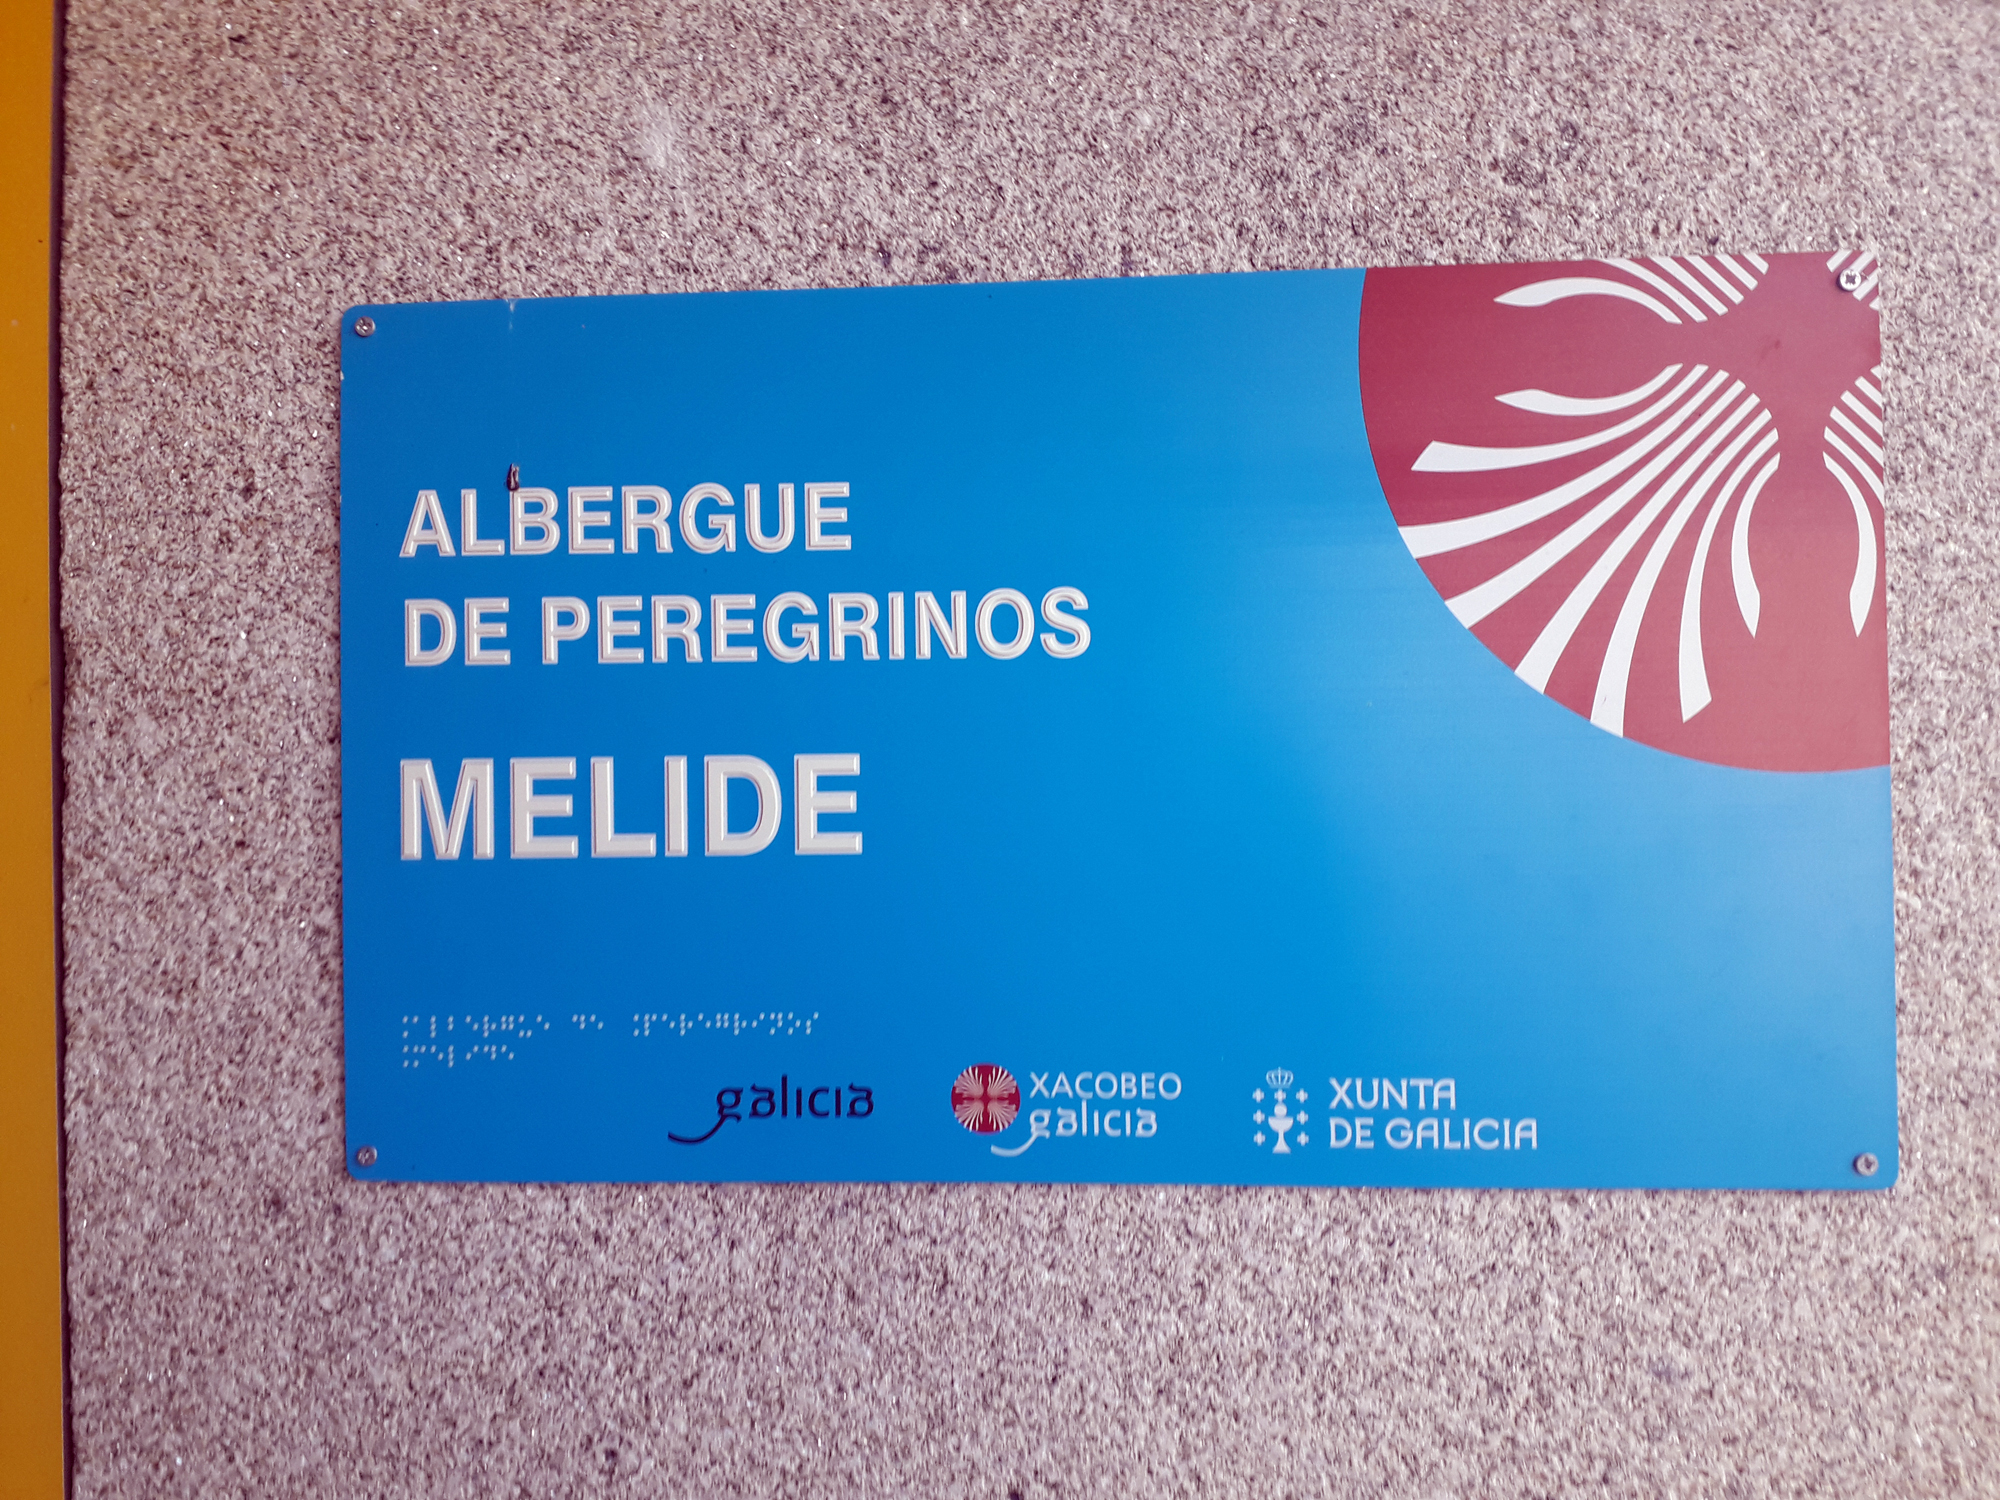 ALBERGUE
DE PEREGRINOS
MELIDE
galicia
XACOBEO
galicia
XUNTA
DE GALICIA